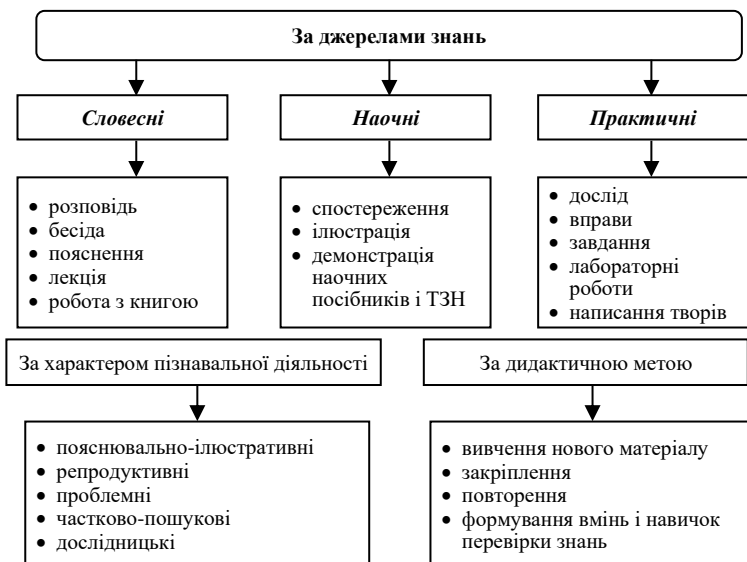 За джерелами знань
Словесні
Наочні
Практичні
• розповідь
• бесіда
• пояснення
• лекція
• робота з книгою
• спостереження
• ілюстрація
• демонстрація
наочних
посібників і ТЗН
• дослід
• вправи
• завдання
• лабораторні
роботи
• написання творів
За характером пізнавальної діяльності
За дидактичною метою
• пояснювально-ілюстративні
• репродуктивні
• проблемні
• частково-пошукові
• дослідницькі
• вивчення нового матеріалу
• закріплення
• повторення
• формування вмінь і навичок
перевірки знань